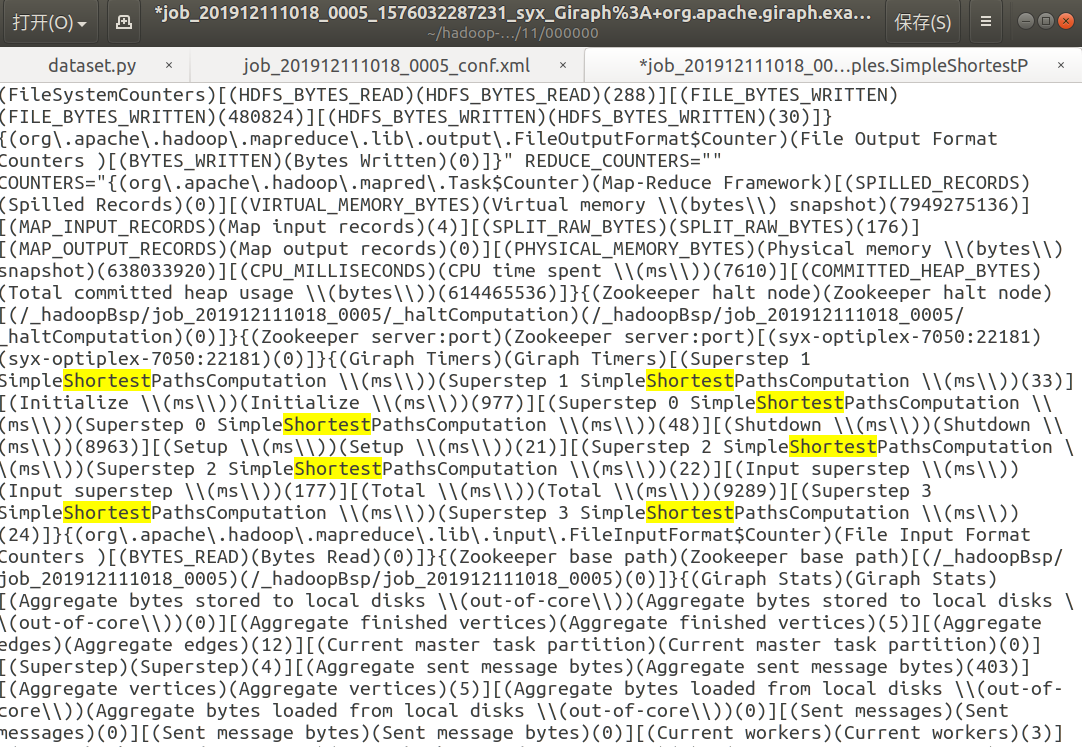 打开(O)
*job_201912111018_0005_1576032287231_syx_Giraph%3A+org.apache.giraph.exa…
~/hadoop-…/11/000000
保存(S)
dataset.py ×
job_201912111018_0005_conf.xml ×
*job_201912111018_00…ples.SimpleShortestP ×
(FileSystemCounters)[(HDFS_BYTES_READ)(HDFS_BYTES_READ)(288)][(FILE_BYTES_WRITTEN)
(FILE_BYTES_WRITTEN)(480824)][(HDFS_BYTES_WRITTEN)(HDFS_BYTES_WRITTEN)(30)]}
{(org\.apache\.hadoop\.mapreduce\.lib\.output\.FileOutputFormat$Counter)(File Output Format
Counters )[(BYTES_WRITTEN)(Bytes Written)(0)]}" REDUCE_COUNTERS=""
COUNTERS="{(org\.apache\.hadoop\.mapred\.Task$Counter)(Map-Reduce Framework)[(SPILLED_RECORDS)
(Spilled Records)(0)][(VIRTUAL_MEMORY_BYTES)(Virtual memory \\(bytes\\) snapshot)(7949275136)]
[(MAP_INPUT_RECORDS)(Map input records)(4)][(SPLIT_RAW_BYTES)(SPLIT_RAW_BYTES)(176)]
[(MAP_OUTPUT_RECORDS)(Map output records)(0)][(PHYSICAL_MEMORY_BYTES)(Physical memory \\(bytes\\)
snapshot)(638033920)][(CPU_MILLISECONDS)(CPU time spent \\(ms\\))(7610)][(COMMITTED_HEAP_BYTES)
(Total committed heap usage \\(bytes\\))(614465536)]}{(Zookeeper halt node)(Zookeeper halt node)
[(/_hadoopBsp/job_201912111018_0005/_haltComputation)(/_hadoopBsp/job_201912111018_0005/
_haltComputation)(0)]}{(Zookeeper server:port)(Zookeeper server:port)[(syx-optiplex-7050:22181)
(syx-optiplex-7050:22181)(0)]}{(Giraph Timers)(Giraph Timers)[(Superstep 1
SimpleShortestPathsComputation \\(ms\\))(Superstep 1 SimpleShortestPathsComputation \\(ms\\))(33)]
[(Initialize \\(ms\\))(Initialize \\(ms\\))(977)][(Superstep 0 SimpleShortestPathsComputation \\
(ms\\))(Superstep 0 SimpleShortestPathsComputation \\(ms\\))(48)][(Shutdown \\(ms\\))(Shutdown \\
(ms\\))(8963)][(Setup \\(ms\\))(Setup \\(ms\\))(21)][(Superstep 2 SimpleShortestPathsComputation \
\(ms\\))(Superstep 2 SimpleShortestPathsComputation \\(ms\\))(22)][(Input superstep \\(ms\\))
(Input superstep \\(ms\\))(177)][(Total \\(ms\\))(Total \\(ms\\))(9289)][(Superstep 3
SimpleShortestPathsComputation \\(ms\\))(Superstep 3 SimpleShortestPathsComputation \\(ms\\))
(24)]}{(org\.apache\.hadoop\.mapreduce\.lib\.input\.FileInputFormat$Counter)(File Input Format
Counters )[(BYTES_READ)(Bytes Read)(0)]}{(Zookeeper base path)(Zookeeper base path)[(/_hadoopBsp/
job_201912111018_0005)(/_hadoopBsp/job_201912111018_0005)(0)]}{(Giraph Stats)(Giraph Stats)
[(Aggregate bytes stored to local disks \\(out-of-core\\))(Aggregate bytes stored to local disks \
\(out-of-core\\))(0)][(Aggregate finished vertices)(Aggregate finished vertices)(5)][(Aggregate
edges)(Aggregate edges)(12)][(Current master task partition)(Current master task partition)(0)]
[(Superstep)(Superstep)(4)][(Aggregate sent message bytes)(Aggregate sent message bytes)(403)]
[(Aggregate vertices)(Aggregate vertices)(5)][(Aggregate bytes loaded from local disks \\(out-of-
core\\))(Aggregate bytes loaded from local disks \\(out-of-core\\))(0)][(Sent messages)(Sent
messages)(0)][(Sent message bytes)(Sent message bytes)(0)][(Current workers)(Current workers)(3)]